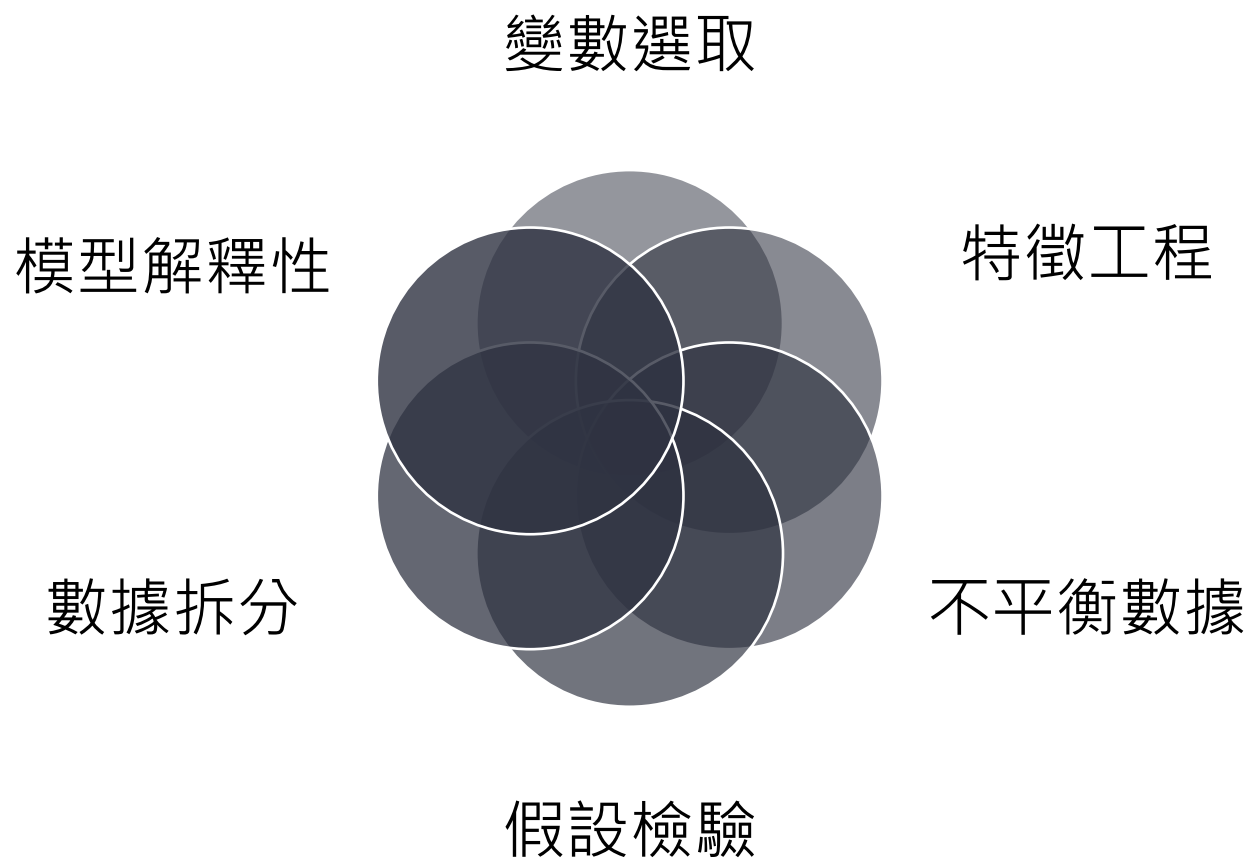 變數選取
模型解釋性
特徵工程
數據拆分
不平衡數據
假設檢驗